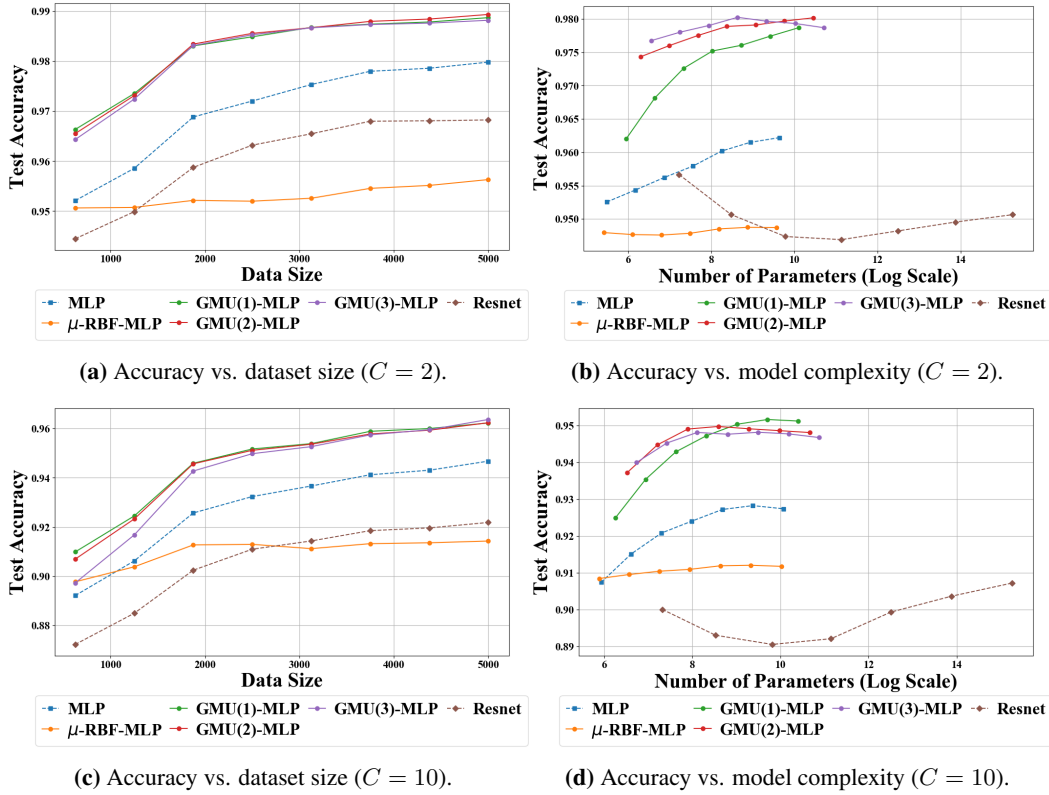 0.99
0.98
0.97
0.96
0.95
Test Accuracy
1000 2000 3000 4000 5000
Data Size
MLP GMU(1)-MLP GMU(3)-MLP Resnet
μ-RBF-MLP GMU(2)-MLP
(a) Accuracy vs. dataset size (C = 2).
0.980
0.975
0.970
0.965
0.960
0.955
0.950
Test Accuracy
6 8 10 12 14
Number of Parameters (Log Scale)
MLP GMU(1)-MLP GMU(3)-MLP Resnet
μ-RBF-MLP GMU(2)-MLP
(b) Accuracy vs. model complexity (C = 2).
0.96
0.94
0.92
0.90
0.88
Test Accuracy
1000 2000 3000 4000 5000
Data Size
MLP GMU(1)-MLP GMU(3)-MLP Resnet
μ-RBF-MLP GMU(2)-MLP
(c) Accuracy vs. dataset size (C = 10).
0.95
0.94
0.93
0.92
0.91
0.90
0.89
Test Accuracy
6 8 10 12 14
Number of Parameters (Log Scale)
MLP GMU(1)-MLP GMU(3)-MLP Resnet
μ-RBF-MLP GMU(2)-MLP
(d) Accuracy vs. model complexity (C = 10).